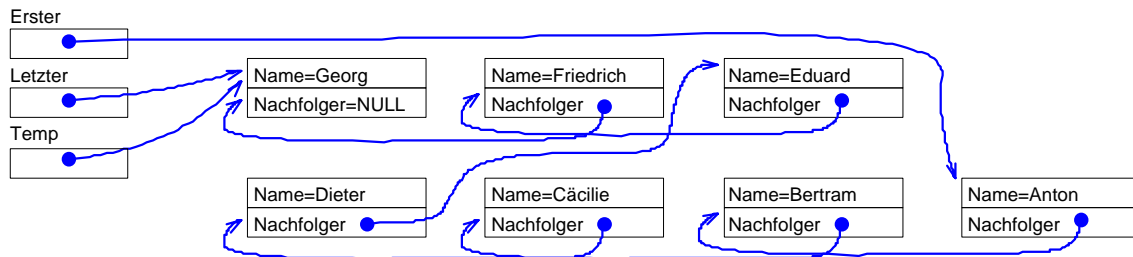 Erster
Letzter
Temp
Name=Georg
Nachfolger=NULL
Name=Friedrich
Nachfolger
Name=Eduard
Nachfolger
Name=Dieter
Nachfolger
Name=Cäcilie
Nachfolger
Name=Bertram
Nachfolger
Name=Anton
Nachfolger